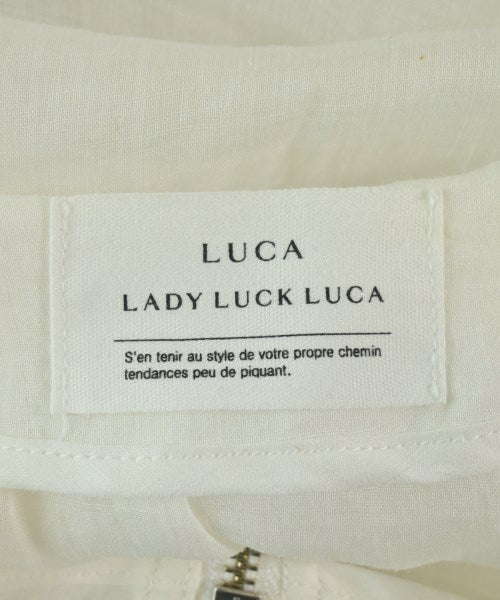 LUCA
LADY LUCK LUCA
S'en tenir au style de votre propre chemin
tendances peu de piquant.